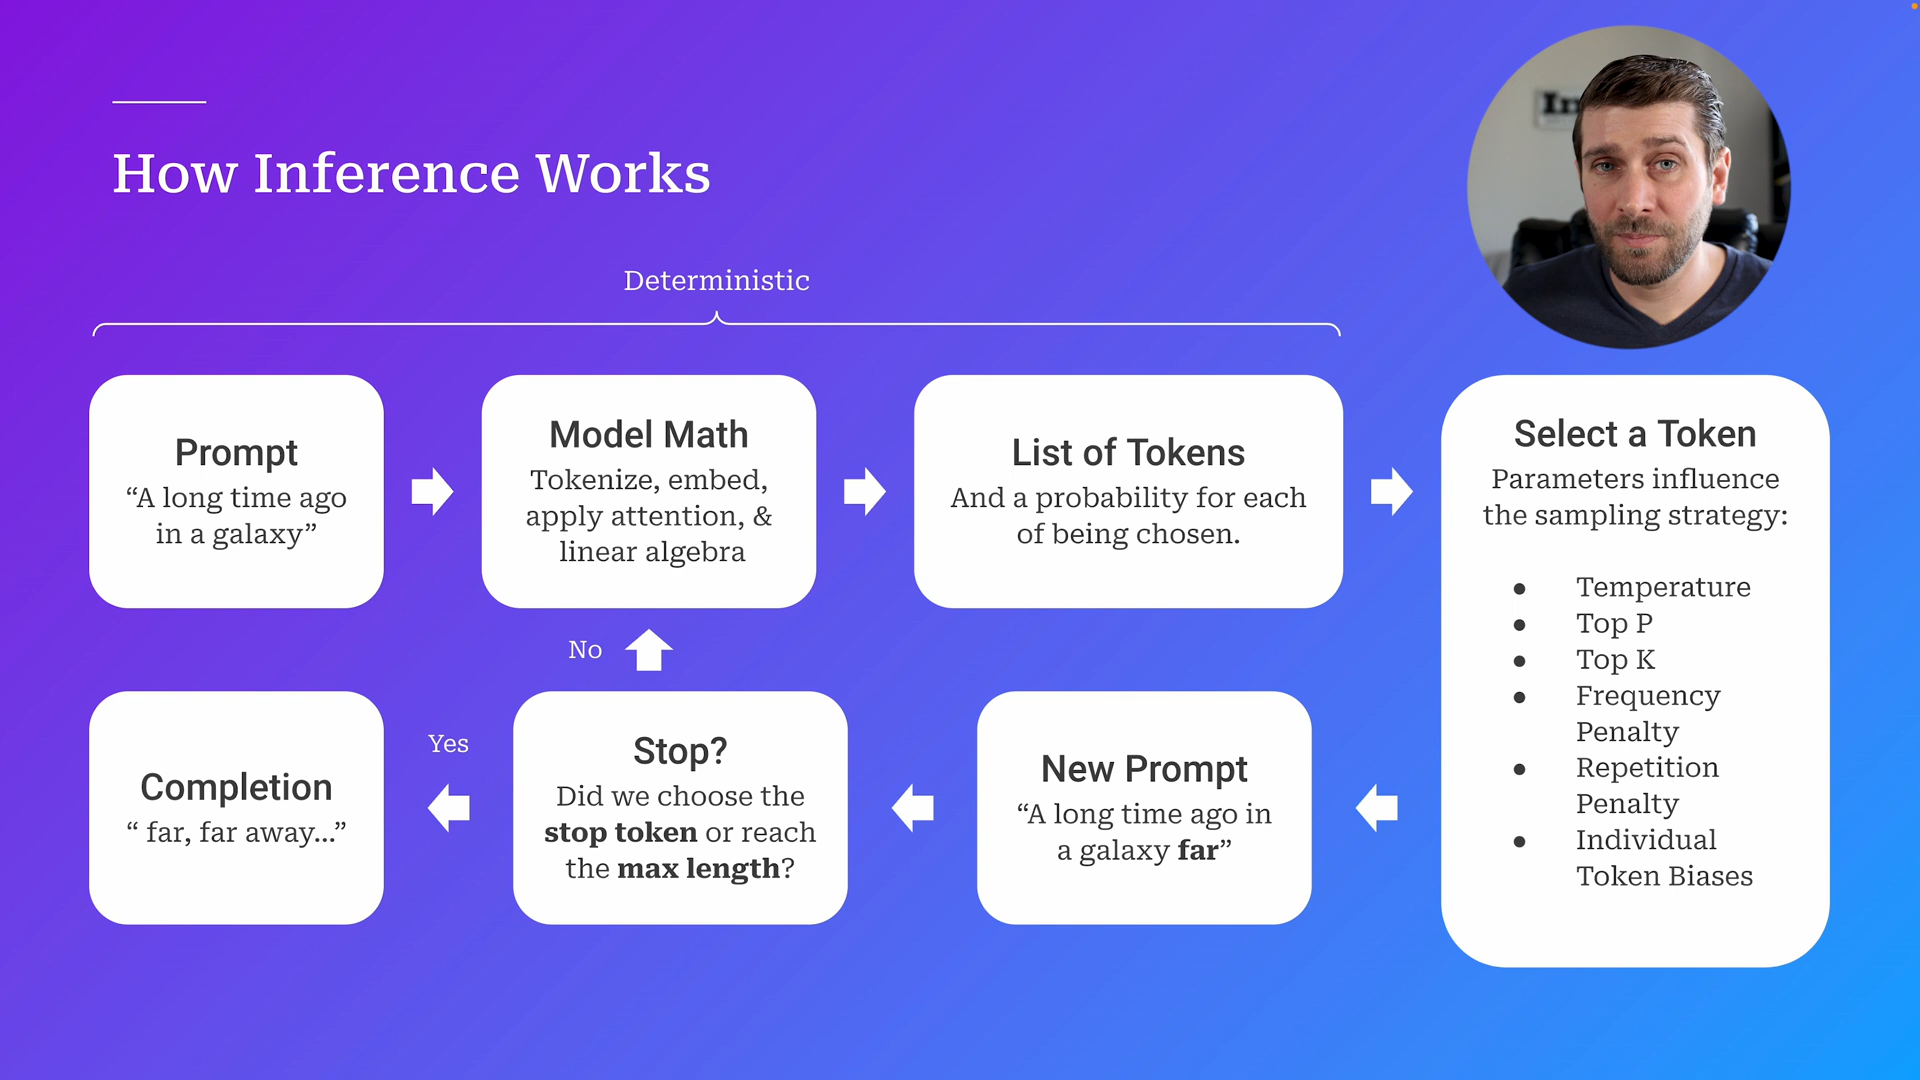 How Inference Works
In
Deterministic
Prompt
“A long time ago
in a galaxy”
Model Math
Tokenize, embed,
apply attention, &
linear algebra
List of Tokens
And a probability for each
of being chosen.
Select a Token
Parameters influence
the sampling strategy:
● Temperature
● Top P
● Top K
● Frequency
Penalty
● Repetition
Penalty
● Individual
Token Biases
No
Completion
“ far, far away...”
Yes
Stop?
Did we choose the
stop token or reach
the max length?
New Prompt
“A long time ago in
a galaxy far”